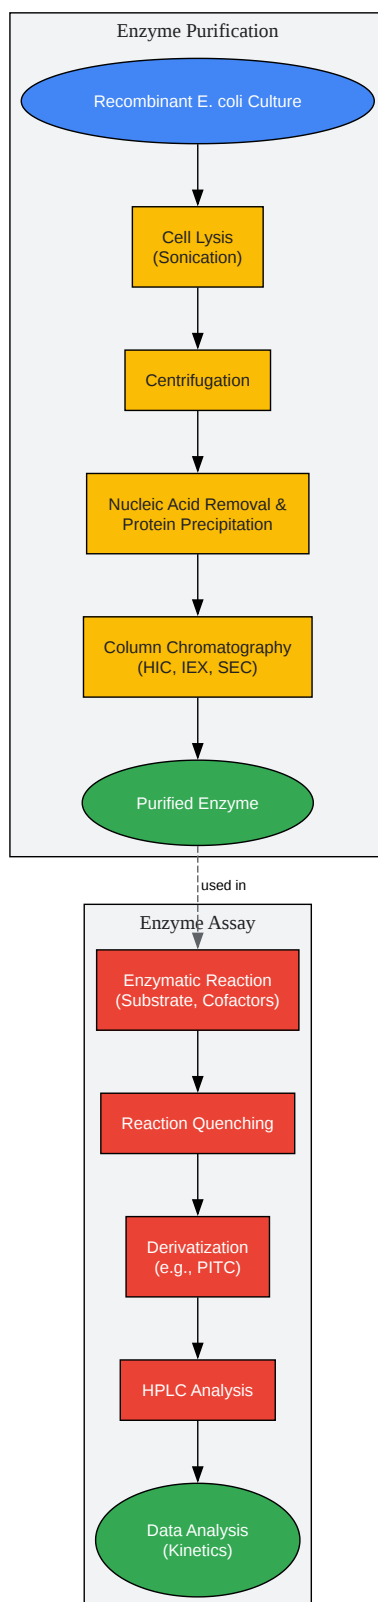 Enzyme Purification
Recombinant E. coli Culture
Cell Lysis
(Sonication)
Centrifugation
Nucleic Acid Removal &
Protein Precipitation
Column Chromatography
(HIC, IEX, SEC)
Purified Enzyme
used in
Enzyme Assay
Enzymatic Reaction
(Substrate, Cofactors)
Reaction Quenching
Derivatization
(e.g., PITC)
HPLC Analysis
Data Analysis
(Kinetics)